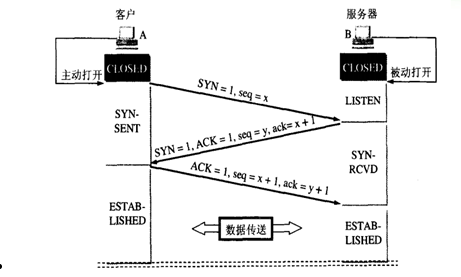 客户
服务器
A
B
CLOSED
CLOSED
主动打开
被动打开
SYN = 1, seq = x
LISTEN
SYN-
SENT
SYN = 1, ACK = 1, seq = y, ack= x + 1
SYN-
RCVD
ACK = 1, seq = x + 1, ack = y + 1
ESTAB-
LISHED
数据传送
ESTAB-
LISHED